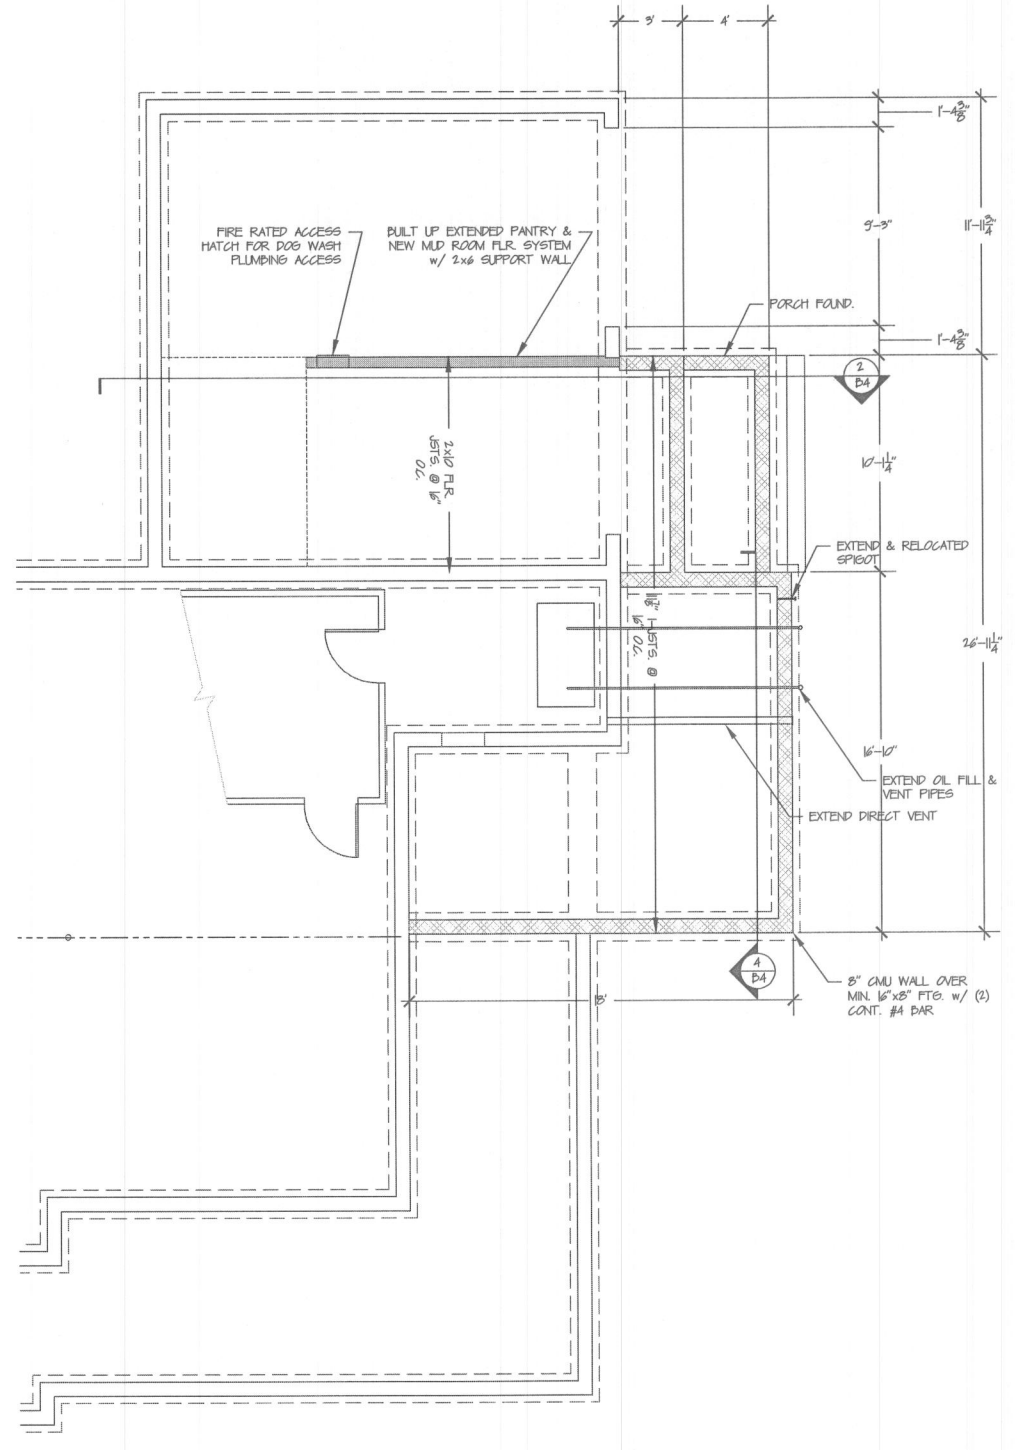 3'
4'
1'-4 3/8"
FIRE RATED ACCESS
HATCH FOR DOG WASH
PLUMBING ACCESS
BUILT UP EXTENDED PANTRY &
NEW MUD ROOM FLR. SYSTEM
w/ 2x6 SUPPORT WALL
9'-3"
11'-11 3/4"
PORCH FOUND.
1'-4 3/8"
2
B4
2x10 FLR.
JSTS. @ 16"
O.C.
10'-1 1/4"
EXTEND & RELOCATED
SPIGOT
11 7/8" I-JSTS. @
16" O.C.
26'-11 1/4"
16'-10"
EXTEND OIL FILL &
VENT PIPES
EXTEND DIRECT VENT
4
B4
8" CMU WALL OVER
MIN. 16"x8" FTG. w/ (2)
CONT. #4 BAR
18'